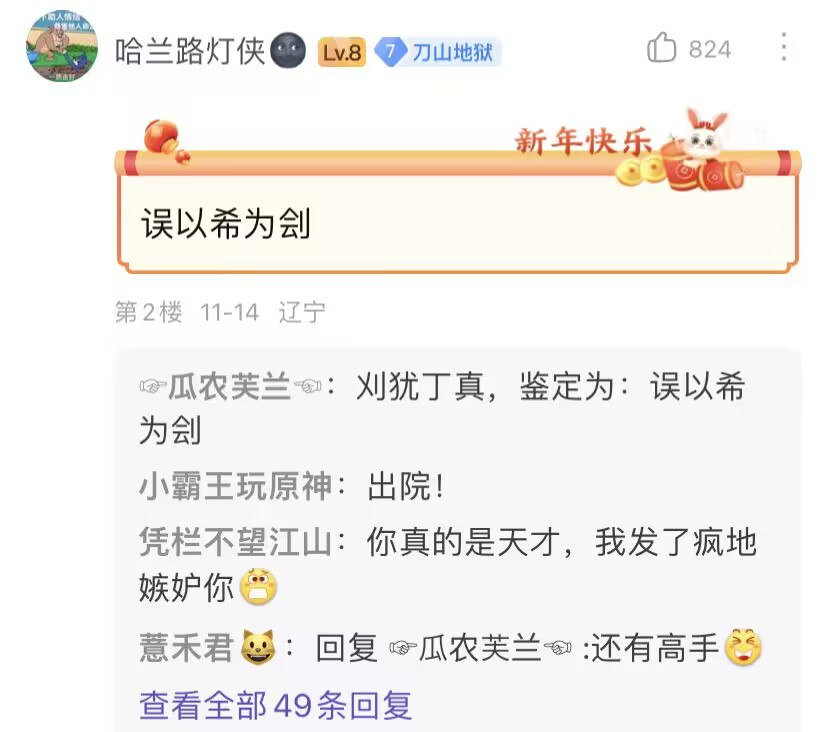 哈兰路灯侠🌚 Lv.8 7 刀山地狱 824
新年快乐
误以希为刽
第2楼 11-14 辽宁
☞瓜农芙兰☜：刈犹丁真，鉴定为：误以希
为刽
小霸王玩原神：出院！
凭栏不望江山：你真的是天才，我发了疯地
嫉妒你😨
薏禾君😺：回复 ☞瓜农芙兰☜ :还有高手😆
查看全部49条回复